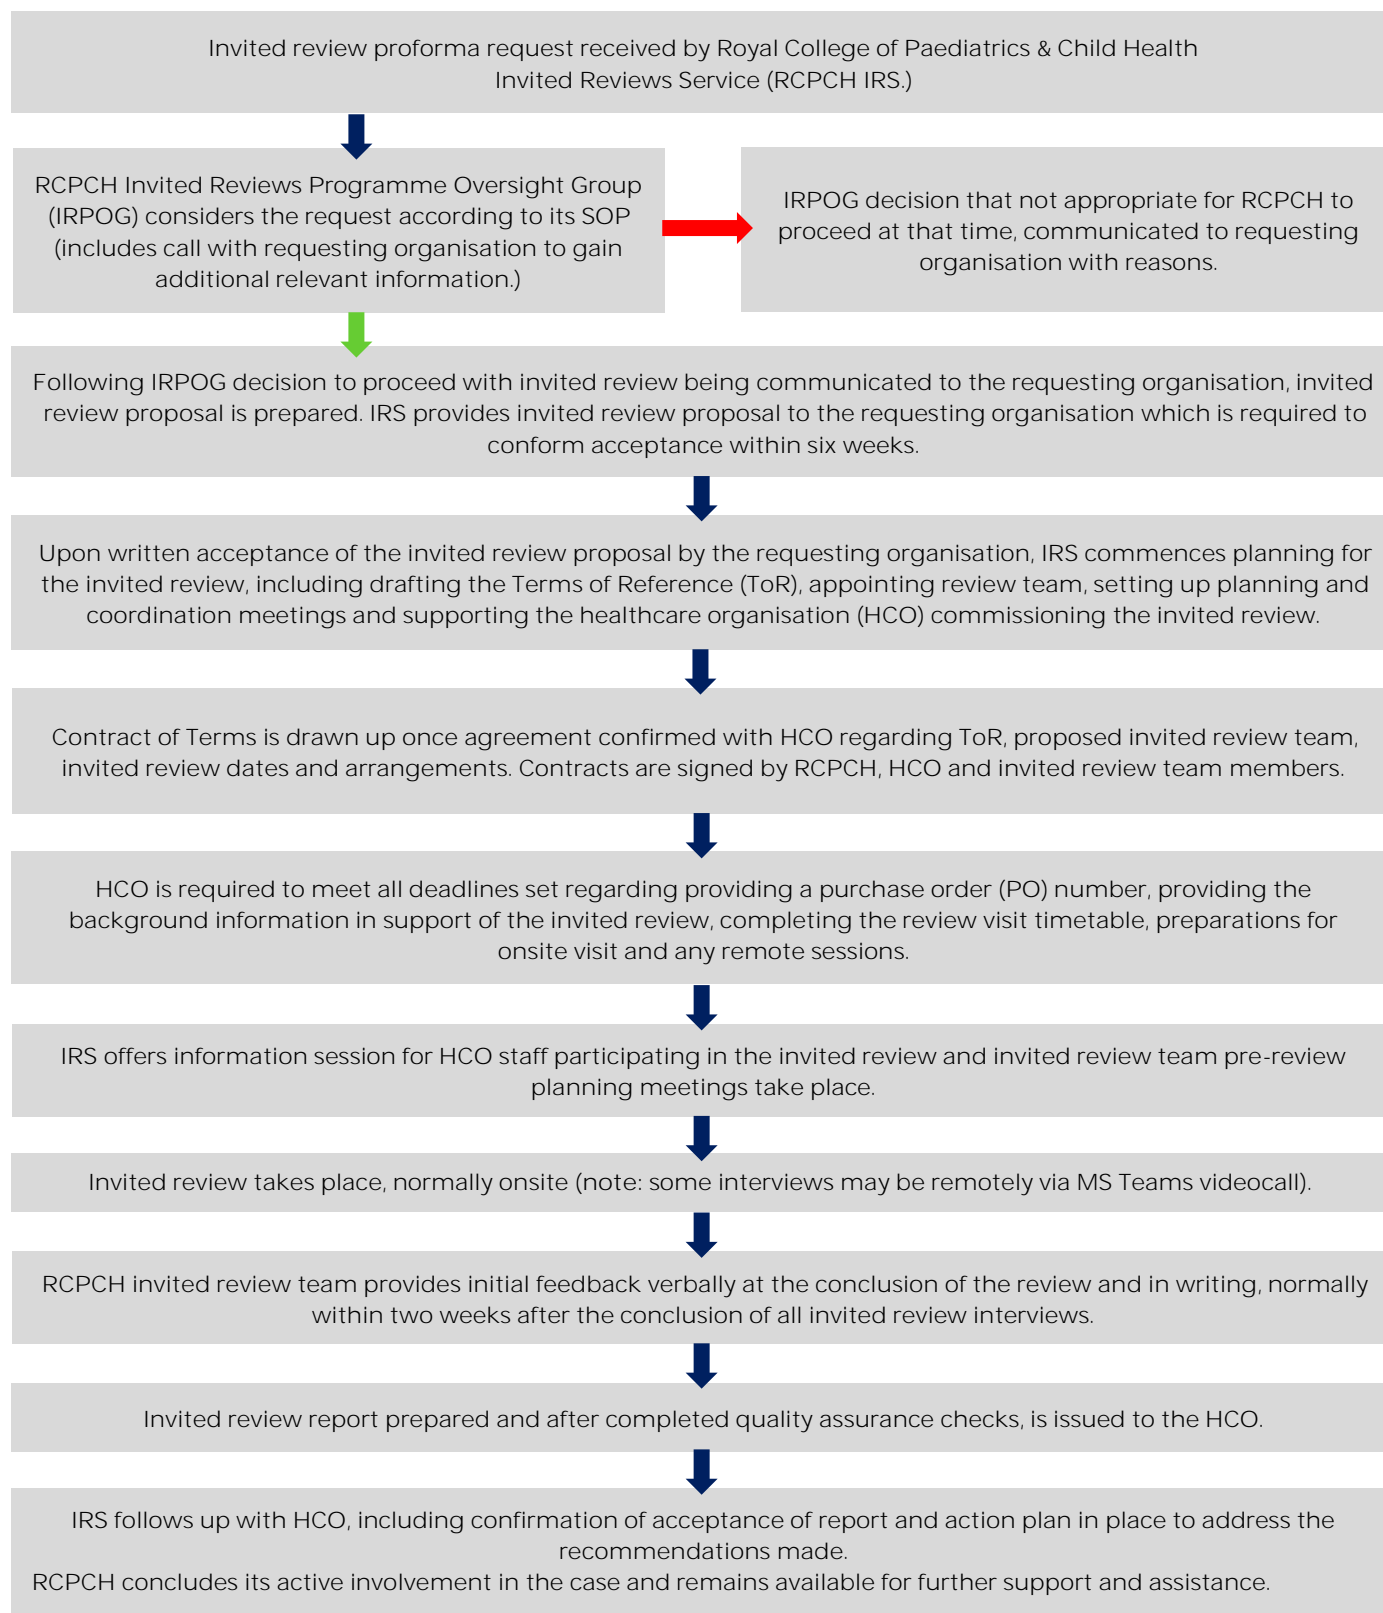 Invited review proforma request received by Royal College of Paediatrics & Child Health
Invited Reviews Service (RCPCH IRS.)
RCPCH Invited Reviews Programme Oversight Group
(IRPOG) considers the request according to its SOP
(includes call with requesting organisation to gain
additional relevant information.)
IRPOG decision that not appropriate for RCPCH to
proceed at that time, communicated to requesting
organisation with reasons.
Following IRPOG decision to proceed with invited review being communicated to the requesting organisation, invited
review proposal is prepared. IRS provides invited review proposal to the requesting organisation which is required to
conform acceptance within six weeks.
Upon written acceptance of the invited review proposal by the requesting organisation, IRS commences planning for
the invited review, including drafting the Terms of Reference (ToR), appointing review team, setting up planning and
coordination meetings and supporting the healthcare organisation (HCO) commissioning the invited review.
Contract of Terms is drawn up once agreement confirmed with HCO regarding ToR, proposed invited review team,
invited review dates and arrangements. Contracts are signed by RCPCH, HCO and invited review team members.
HCO is required to meet all deadlines set regarding providing a purchase order (PO) number, providing the
background information in support of the invited review, completing the review visit timetable, preparations for
onsite visit and any remote sessions.
IRS offers information session for HCO staff participating in the invited review and invited review team pre-review
planning meetings take place.
Invited review takes place, normally onsite (note: some interviews may be remotely via MS Teams videocall).
RCPCH invited review team provides initial feedback verbally at the conclusion of the review and in writing, normally
within two weeks after the conclusion of all invited review interviews.
Invited review report prepared and after completed quality assurance checks, is issued to the HCO.
IRS follows up with HCO, including confirmation of acceptance of report and action plan in place to address the
recommendations made.
RCPCH concludes its active involvement in the case and remains available for further support and assistance.